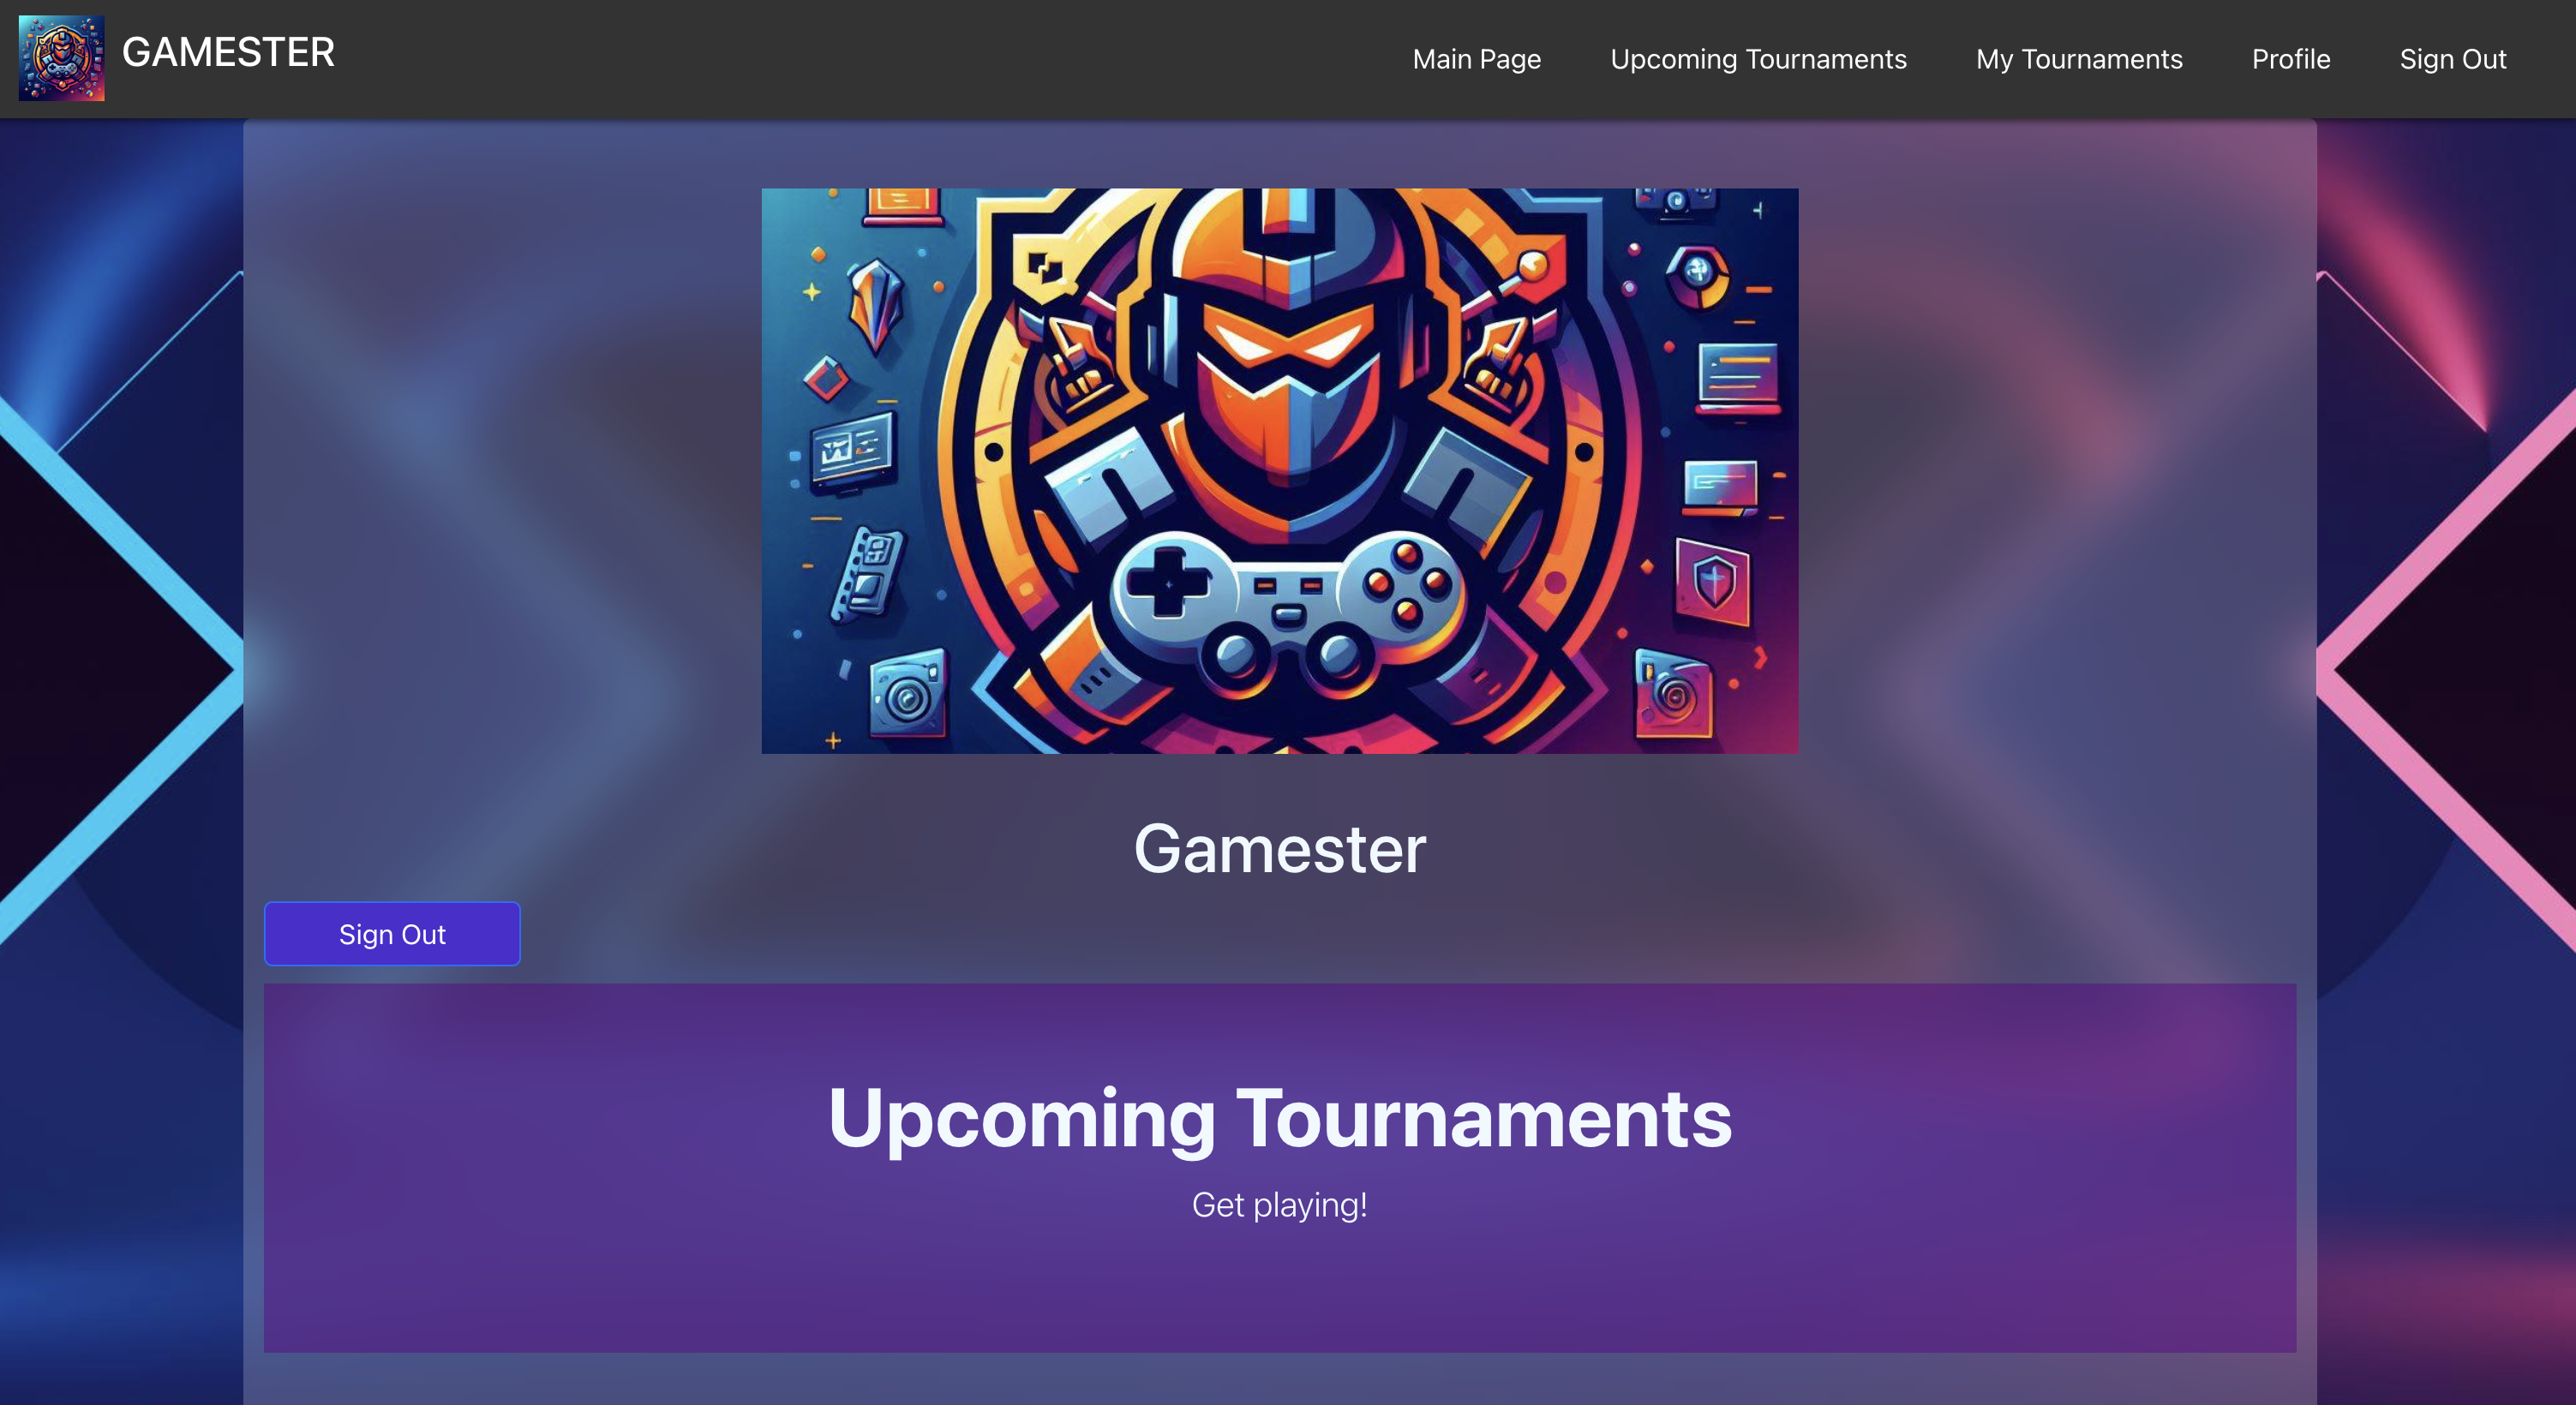 GAMESTER
Main Page
Upcoming Tournaments
My Tournaments
Profile
Sign Out
Gamester
Sign Out
Upcoming Tournaments
Get playing!